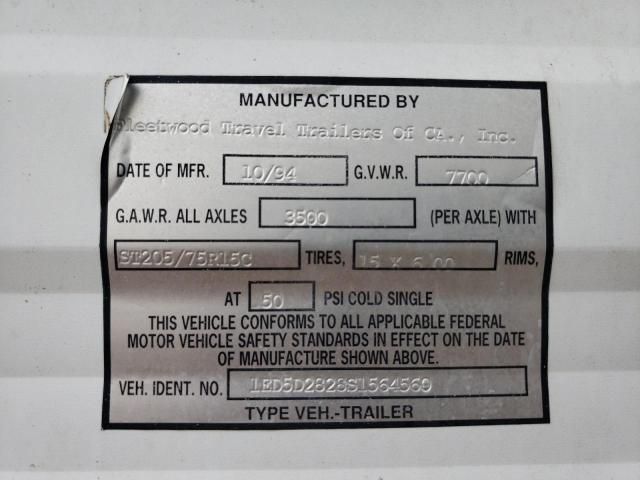 MANUFACTURED BY
Fleetwood Travel Trailers Of CA., Inc.
DATE OF MFR. 10/94 G.V.W.R. 7700
G.A.W.R. ALL AXLES 3500 (PER AXLE) WITH
ST205/75R15C TIRES, 15 X 6.00 RIMS,
AT 50 PSI COLD SINGLE
THIS VEHICLE CONFORMS TO ALL APPLICABLE FEDERAL
MOTOR VEHICLE SAFETY STANDARDS IN EFFECT ON THE DATE
OF MANUFACTURE SHOWN ABOVE.
VEH. IDENT. NO. 1ED5D2828S1564569
TYPE VEH.-TRAILER